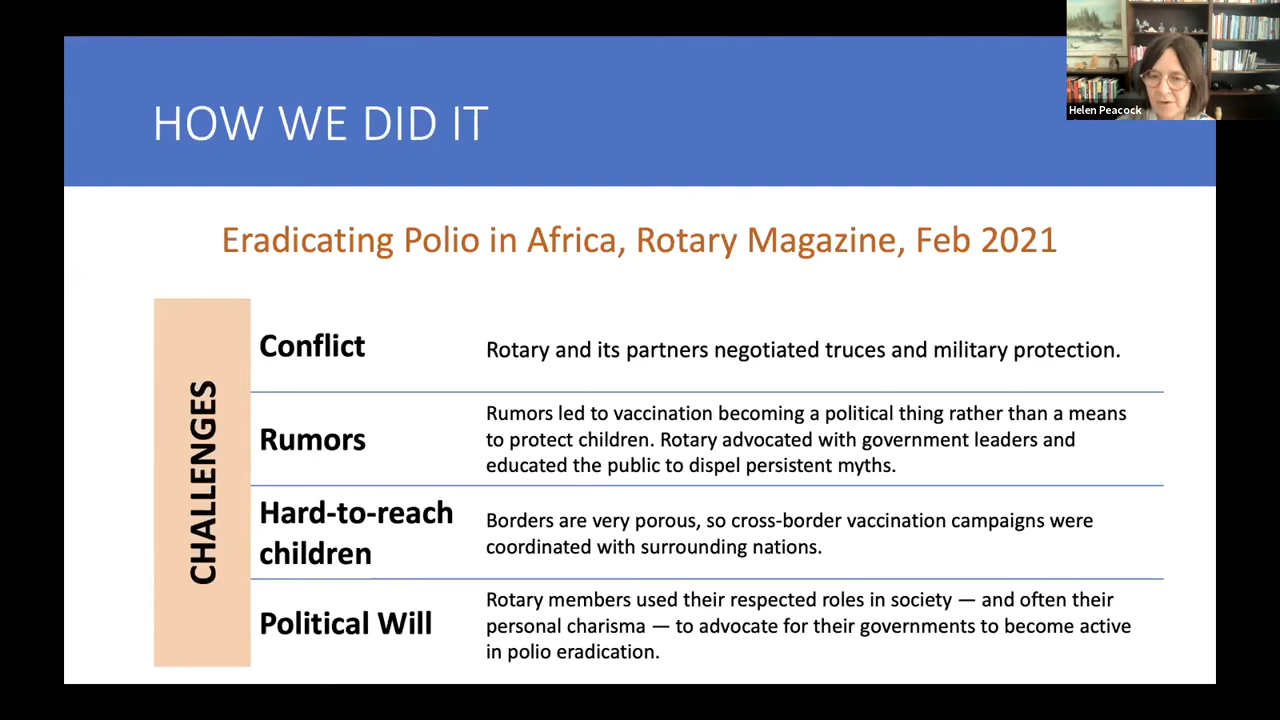 HOW WE DID IT
Helen Peacock
Eradicating Polio in Africa, Rotary Magazine, Feb 2021
CHALLENGES
Conflict
Rotary and its partners negotiated truces and military protection.
Rumors
Rumors led to vaccination becoming a political thing rather than a means
to protect children. Rotary advocated with government leaders and
educated the public to dispel persistent myths.
Hard-to-reach
children
Borders are very porous, so cross-border vaccination campaigns were
coordinated with surrounding nations.
Political Will
Rotary members used their respected roles in society — and often their
personal charisma — to advocate for their governments to become active
in polio eradication.